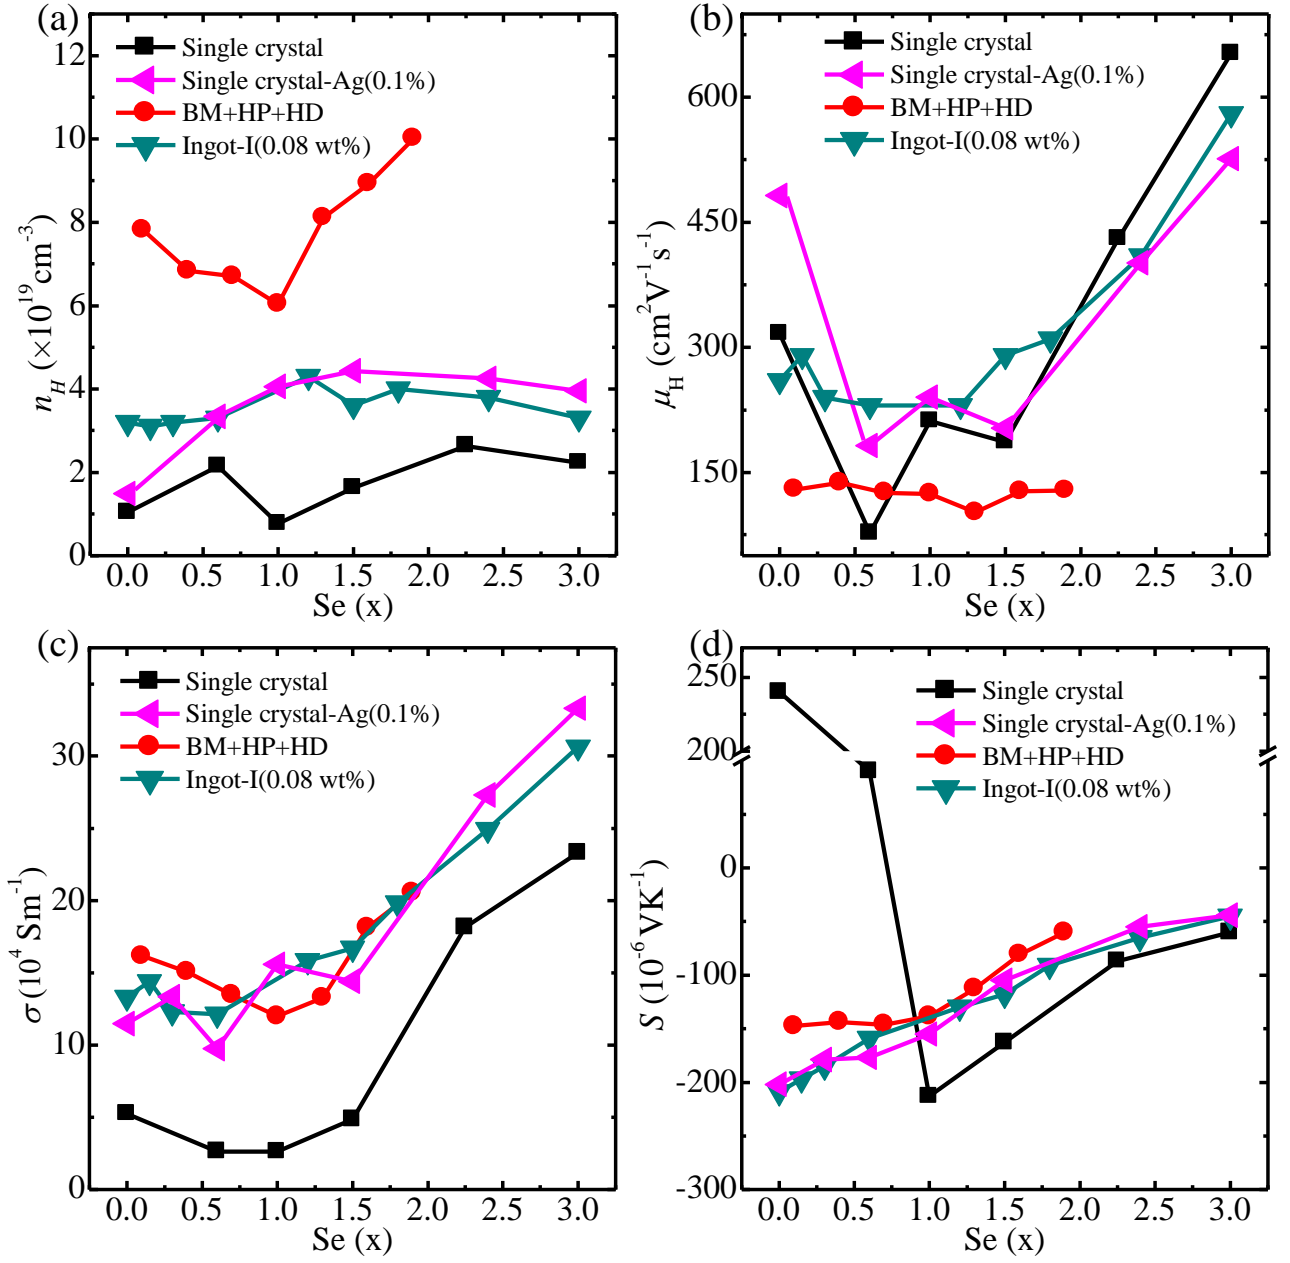 (a)
12
10
8
6
4
2
0
n_H (×10^19 cm^-3)
Single crystal
Single crystal-Ag(0.1%)
BM+HP+HD
Ingot-I(0.08 wt%)
0.0 0.5 1.0 1.5 2.0 2.5 3.0
Se (x)
(b)
600
450
300
150
μ_H (cm^2V^-1s^-1)
Single crystal
Single crystal-Ag(0.1%)
BM+HP+HD
Ingot-I(0.08 wt%)
0.0 0.5 1.0 1.5 2.0 2.5 3.0
Se (x)
(c)
30
20
10
0
σ (10^4 Sm^-1)
Single crystal
Single crystal-Ag(0.1%)
BM+HP+HD
Ingot-I(0.08 wt%)
0.0 0.5 1.0 1.5 2.0 2.5 3.0
Se (x)
(d)
250
200
0
-100
-200
-300
S (10^-6 VK^-1)
Single crystal
Single crystal-Ag(0.1%)
BM+HP+HD
Ingot-I(0.08 wt%)
0.0 0.5 1.0 1.5 2.0 2.5 3.0
Se (x)